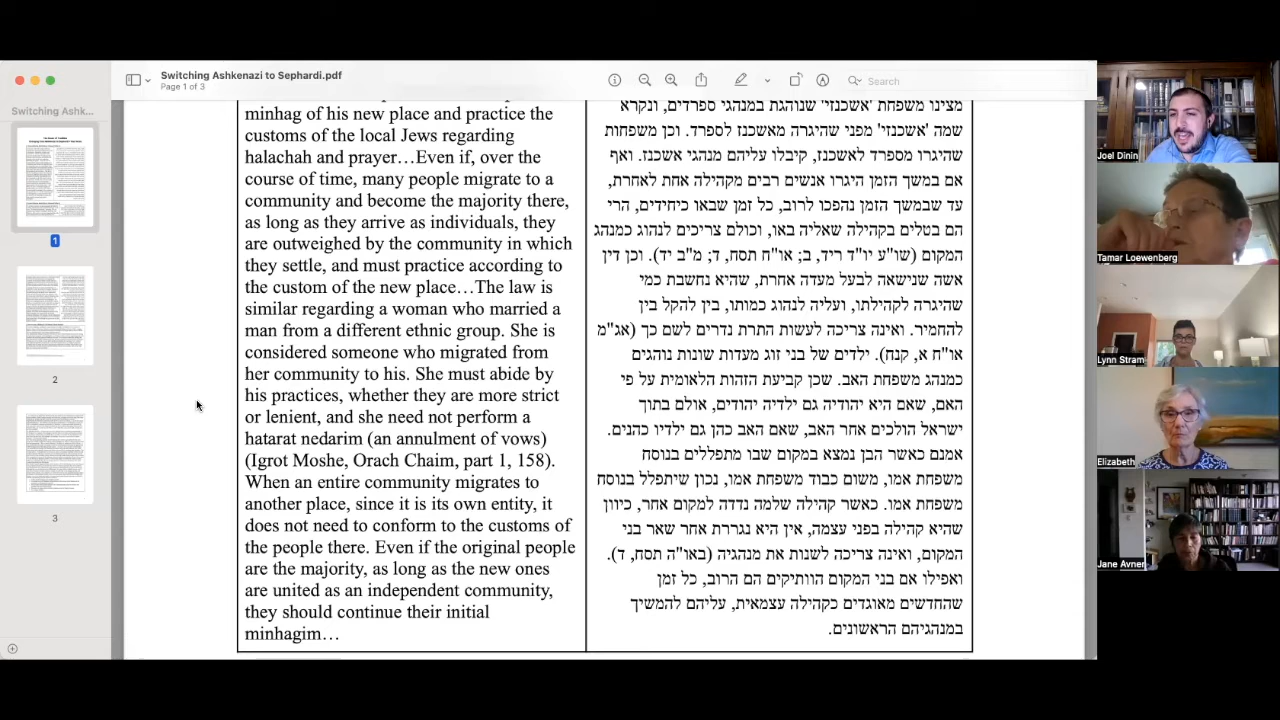 Switching Ashkenazi to Sephardi.pdf
Page 1 of 3
Search
Switching Ashk...
1
2
3
minhag of his new place and practice the
customs of the local Jews regarding
halachah and prayer…Even if, over the
course of time, many people migrate to a
community and become the majority there,
as long as they arrive as individuals, they
are outweighed by the community in which
they settle, and must practice according to
the custom of the new place…The law is
similar regarding a woman who married a
man from a different ethnic group. She is
considered someone who migrated from
her community to his. She must abide by
his practices, whether they are more strict
or lenient, and she need not perform a
hatarat nedarim (an annulment of vows)
(Igrot Moshe, Orach Chaim, part 1, 158).
When an entire community migrates to
another place, since it is its own entity, it
does not need to conform to the customs of
the people there. Even if the original people
are the majority, as long as the new ones
are united as an independent community,
they should continue their initial
minhagim…
מצינו משפחת 'אשכנזי' שנוהגת במנהגי ספרדים, ונקרא
שמה 'אשכנזי' מפני שהיגרה מאשכנז לספרד. וכן משפחות
שהיגרו מספרד לאשכנז, קיבלו עליהם מנהגי אשכנז. ואף
אם במשך הזמן היגרו אנשים רבים מקהילה אחת לאחרת,
עד שבמשך הזמן נהפכו לרוב, כל זמן שבאו כיחידים, הרי
הם בטלים בקהילה שאליה באו, וכולם צריכים לנהוג כמנהג
המקום (שו"ע יו"ד ריד, ב; או"ח תסח, ד; מ"ב יד). וכן דין
אשה שנישאה לבעל מעדה אחרת, שהיא נחשבת כמי
שהיגרה לקהילתו, ועליה לנהוג כמנהגיו, בין להקל בין
להחמיר. ואינה צריכה לעשות התרת נדרים לשם כך (אג"מ
או"ח א, קנח). ילדים של בני זוג מעדות שונות נוהגים
כמנהג משפחת האב. שכן קביעת הזהות הלאומית על פי
האם, שאם היא יהודיה גם ילדיה יהודים, אולם בתוך
ישראל הולכים אחר האב, שאם האב כהן גם ילדיו כהנים.
אמנם כאשר הבן נמצא במקום שבו מתפללים בנוסח
משפחת אמו, משום כבוד משפחת אמו, נכון שיתפלל בנוסח
משפחת אמו. כאשר קהילה שלמה נדדה למקום אחר, כיוון
שהיא קהילה בפני עצמה, אין היא נגררת אחר שאר בני
המקום, ואינה צריכה לשנות את מנהגיה (באו"ה תסח, ד).
ואפילו אם בני המקום הוותיקים הם הרוב, כל זמן
שהחדשים מאוגדים כקהילה עצמאית, עליהם להמשיך
במנהגיהם הראשונים.
Joel Dinin
Tamar Loewenberg
Lynn Stram
Elizabeth
Jane Avner